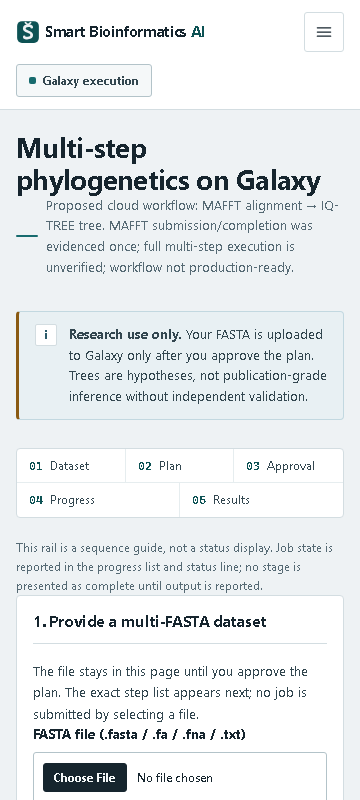 Š Smart Bioinformatics AI
Galaxy execution
Multi-step
phylogenetics on Galaxy
Proposed cloud workflow: MAFFT alignment → IQ-
TREE tree. MAFFT submission/completion was
evidenced once; full multi-step execution is
unverified; workflow not production-ready.
i Research use only. Your FASTA is uploaded
to Galaxy only after you approve the plan.
Trees are hypotheses, not publication-grade
inference without independent validation.
01 Dataset 02 Plan 03 Approval
04 Progress 05 Results
This rail is a sequence guide, not a status display. Job state is
reported in the progress list and status line; no stage is
presented as complete until output is reported.
1. Provide a multi-FASTA dataset
The file stays in this page until you approve the
plan. The exact step list appears next; no job is
submitted by selecting a file.
FASTA file (.fasta / .fa / .fna / .txt)
Choose File No file chosen